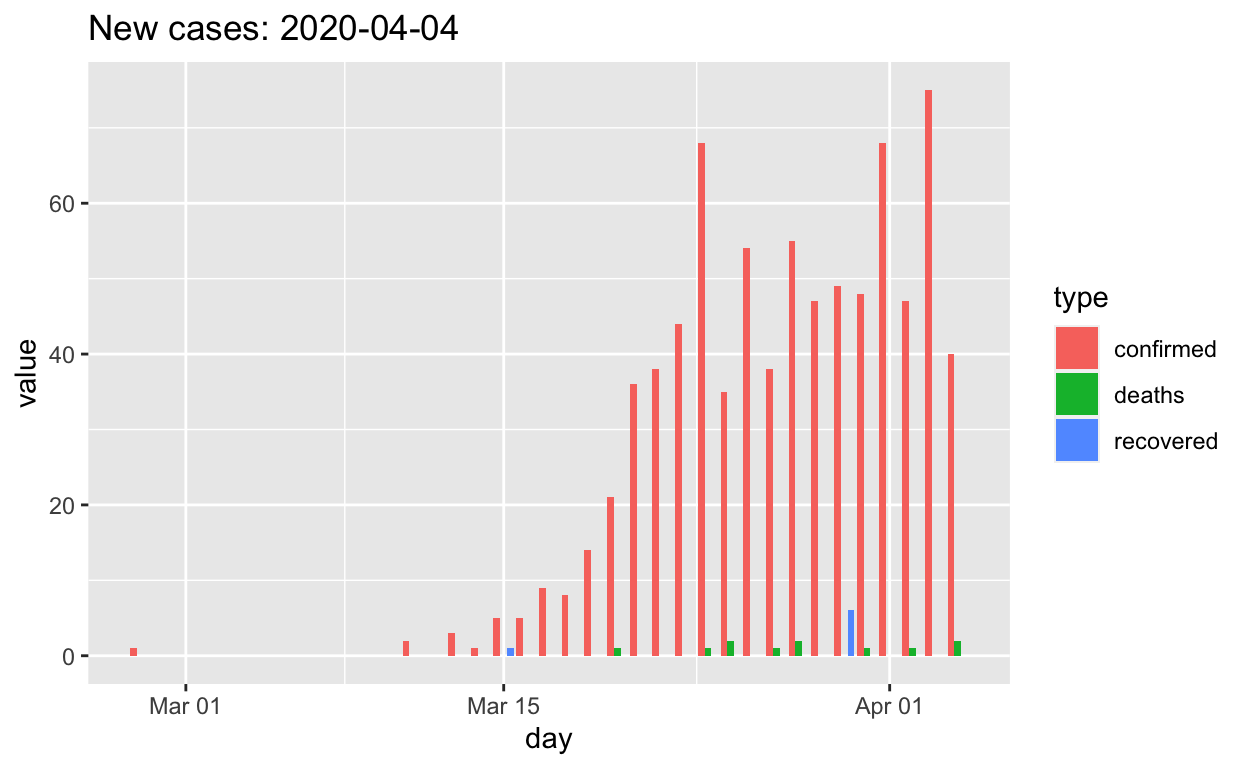 New cases: 2020-04-04
value
60
40
20
0
Mar 01
Mar 15
Apr 01
day
type
confirmed
deaths
recovered